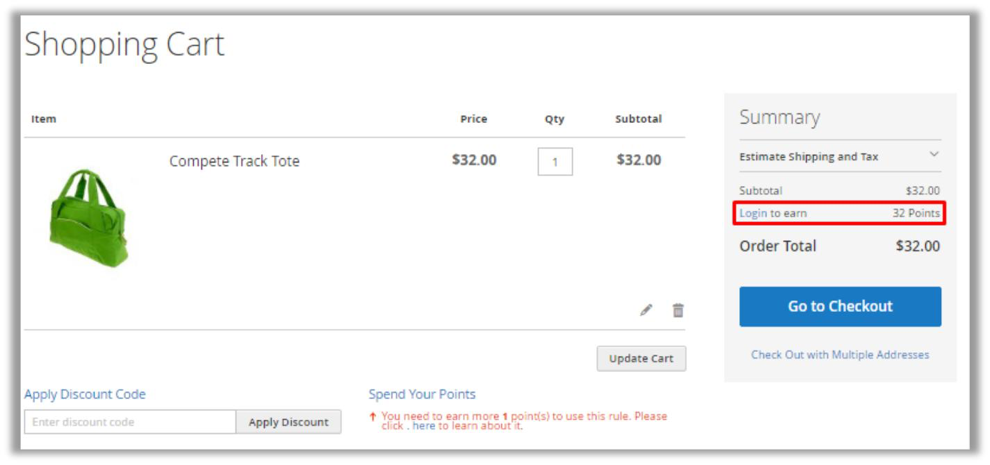 Shopping Cart
Item Price Qty Subtotal
Compete Track Tote $32.00 1 $32.00
Update Cart
Apply Discount Code
Enter discount code Apply Discount
Spend Your Points
You need to earn more 1 point(s) to use this rule. Please
click . here to learn about it.
Summary
Estimate Shipping and Tax
Subtotal $32.00
Login to earn 32 Points
Order Total $32.00
Go to Checkout
Check Out with Multiple Addresses